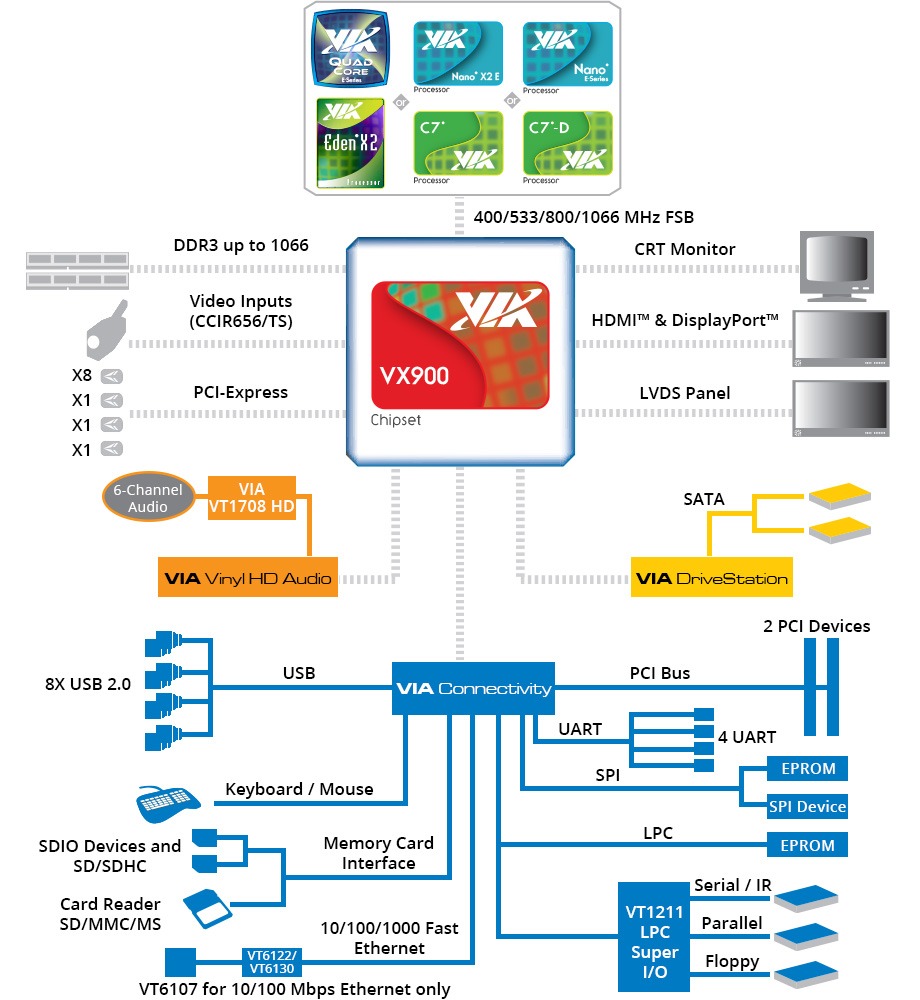 VIA
QUAD
CORE
E-Series
VIA
Nano® X2 E
Processor
VIA
Nano®
E-Series
Processor
or
or
VIA
Eden®X2
Processor
C7®
VIA
Processor
C7®-D
VIA
Processor
400/533/800/1066 MHz FSB
DDR3 up to 1066
CRT Monitor
Video Inputs
(CCIR656/TS)
HDMI™ & DisplayPort™
VIA
VX900
Chipset
X8
X1
X1
X1
PCI-Express
LVDS Panel
6-Channel
Audio
VIA
VT1708 HD
SATA
VIA Vinyl HD Audio
VIA DriveStation
2 PCI Devices
8X USB 2.0
USB
VIA Connectivity
PCI Bus
UART
4 UART
SPI
EPROM
SPI Device
Keyboard / Mouse
LPC
EPROM
SDIO Devices and
SD/SDHC
Memory Card
Interface
Card Reader
SD/MMC/MS
VT1211
LPC
Super
I/O
Serial / IR
Parallel
Floppy
10/100/1000 Fast
Ethernet
VT6122/
VT6130
VT6107 for 10/100 Mbps Ethernet only